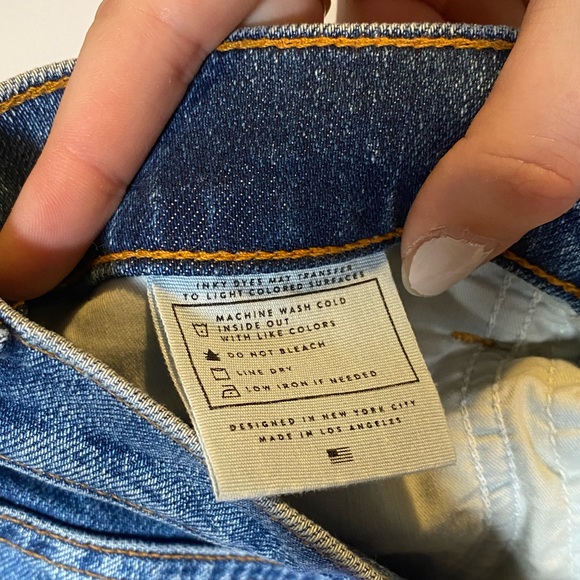 INKY DYES MAY TRANSFER
TO LIGHT COLORED SURFACES
MACHINE WASH COLD
INSIDE OUT
WITH LIKE COLORS
DO NOT BLEACH
LINE DRY
LOW IRON IF NEEDED
DESIGNED IN NEW YORK CITY
MADE IN LOS ANGELES